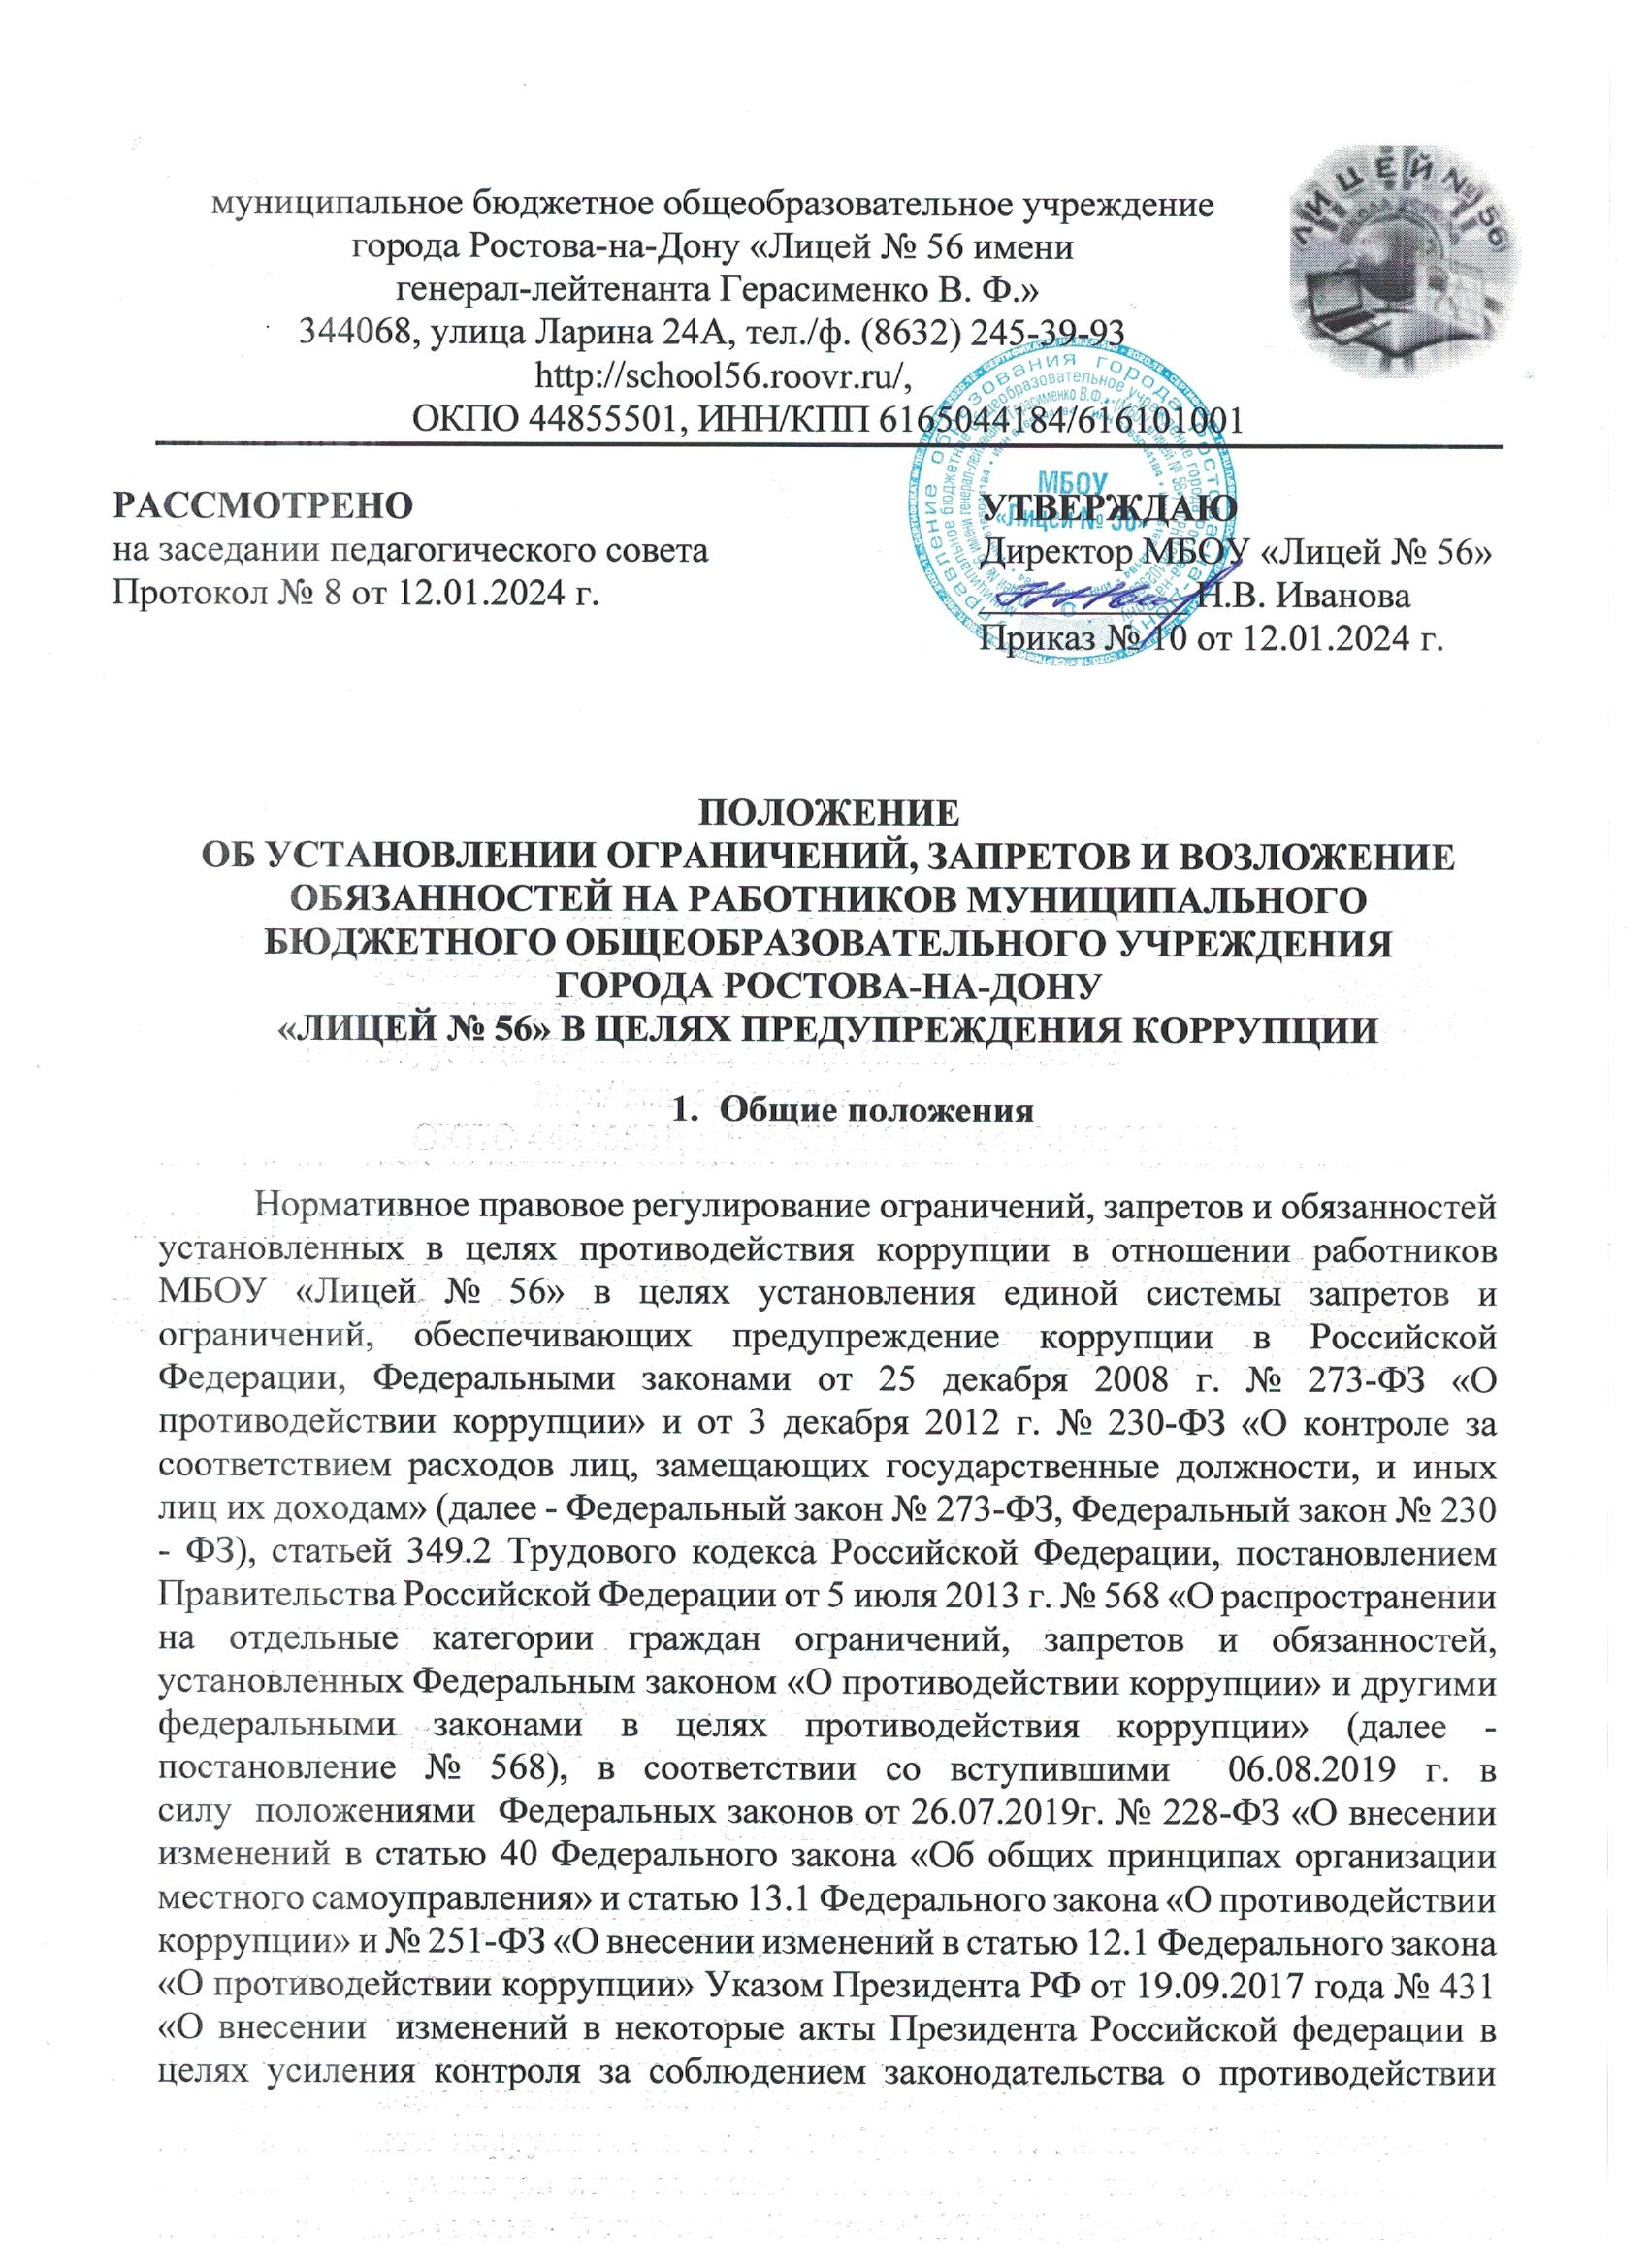 ЛИЦЕЙ № 56
муниципальное бюджетное общеобразовательное учреждение
города Ростова-на-Дону «Лицей № 56 имени
генерал-лейтенанта Герасименко В. Ф.»
344068, улица Ларина 24А, тел./ф. (8632) 245-39-93
http://school56.roovr.ru/,
ОКПО 44855501, ИНН/КПП 6165044184/616101001
РАССМОТРЕНО
на заседании педагогического совета
Протокол № 8 от 12.01.2024 г.
МБОУ
«Лицей № 56»
УТВЕРЖДАЮ
Директор МБОУ «Лицей № 56»
Н.В. Иванова
Приказ № 10 от 12.01.2024 г.
ПОЛОЖЕНИЕ
ОБ УСТАНОВЛЕНИИ ОГРАНИЧЕНИЙ, ЗАПРЕТОВ И ВОЗЛОЖЕНИЕ
ОБЯЗАННОСТЕЙ НА РАБОТНИКОВ МУНИЦИПАЛЬНОГО
БЮДЖЕТНОГО ОБЩЕОБРАЗОВАТЕЛЬНОГО УЧРЕЖДЕНИЯ
ГОРОДА РОСТОВА-НА-ДОНУ
«ЛИЦЕЙ № 56» В ЦЕЛЯХ ПРЕДУПРЕЖДЕНИЯ КОРРУПЦИИ
1. Общие положения
Нормативное правовое регулирование ограничений, запретов и обязанностей
установленных в целях противодействия коррупции в отношении работников
МБОУ «Лицей № 56» в целях установления единой системы запретов и
ограничений, обеспечивающих предупреждение коррупции в Российской
Федерации, Федеральными законами от 25 декабря 2008 г. № 273-ФЗ «О
противодействии коррупции» и от 3 декабря 2012 г. № 230-ФЗ «О контроле за
соответствием расходов лиц, замещающих государственные должности, и иных
лиц их доходам» (далее - Федеральный закон № 273-ФЗ, Федеральный закон № 230
- ФЗ), статьей 349.2 Трудового кодекса Российской Федерации, постановлением
Правительства Российской Федерации от 5 июля 2013 г. № 568 «О распространении
на отдельные категории граждан ограничений, запретов и обязанностей,
установленных Федеральным законом «О противодействии коррупции» и другими
федеральными законами в целях противодействия коррупции» (далее -
постановление № 568), в соответствии со вступившими 06.08.2019 г. в
силу положениями Федеральных законов от 26.07.2019г. № 228-ФЗ «О внесении
изменений в статью 40 Федерального закона «Об общих принципах организации
местного самоуправления» и статью 13.1 Федерального закона «О противодействии
коррупции» и № 251-ФЗ «О внесении изменений в статью 12.1 Федерального закона
«О противодействии коррупции» Указом Президента РФ от 19.09.2017 года № 431
«О внесении изменений в некоторые акты Президента Российской федерации в
целях усиления контроля за соблюдением законодательства о противодействии